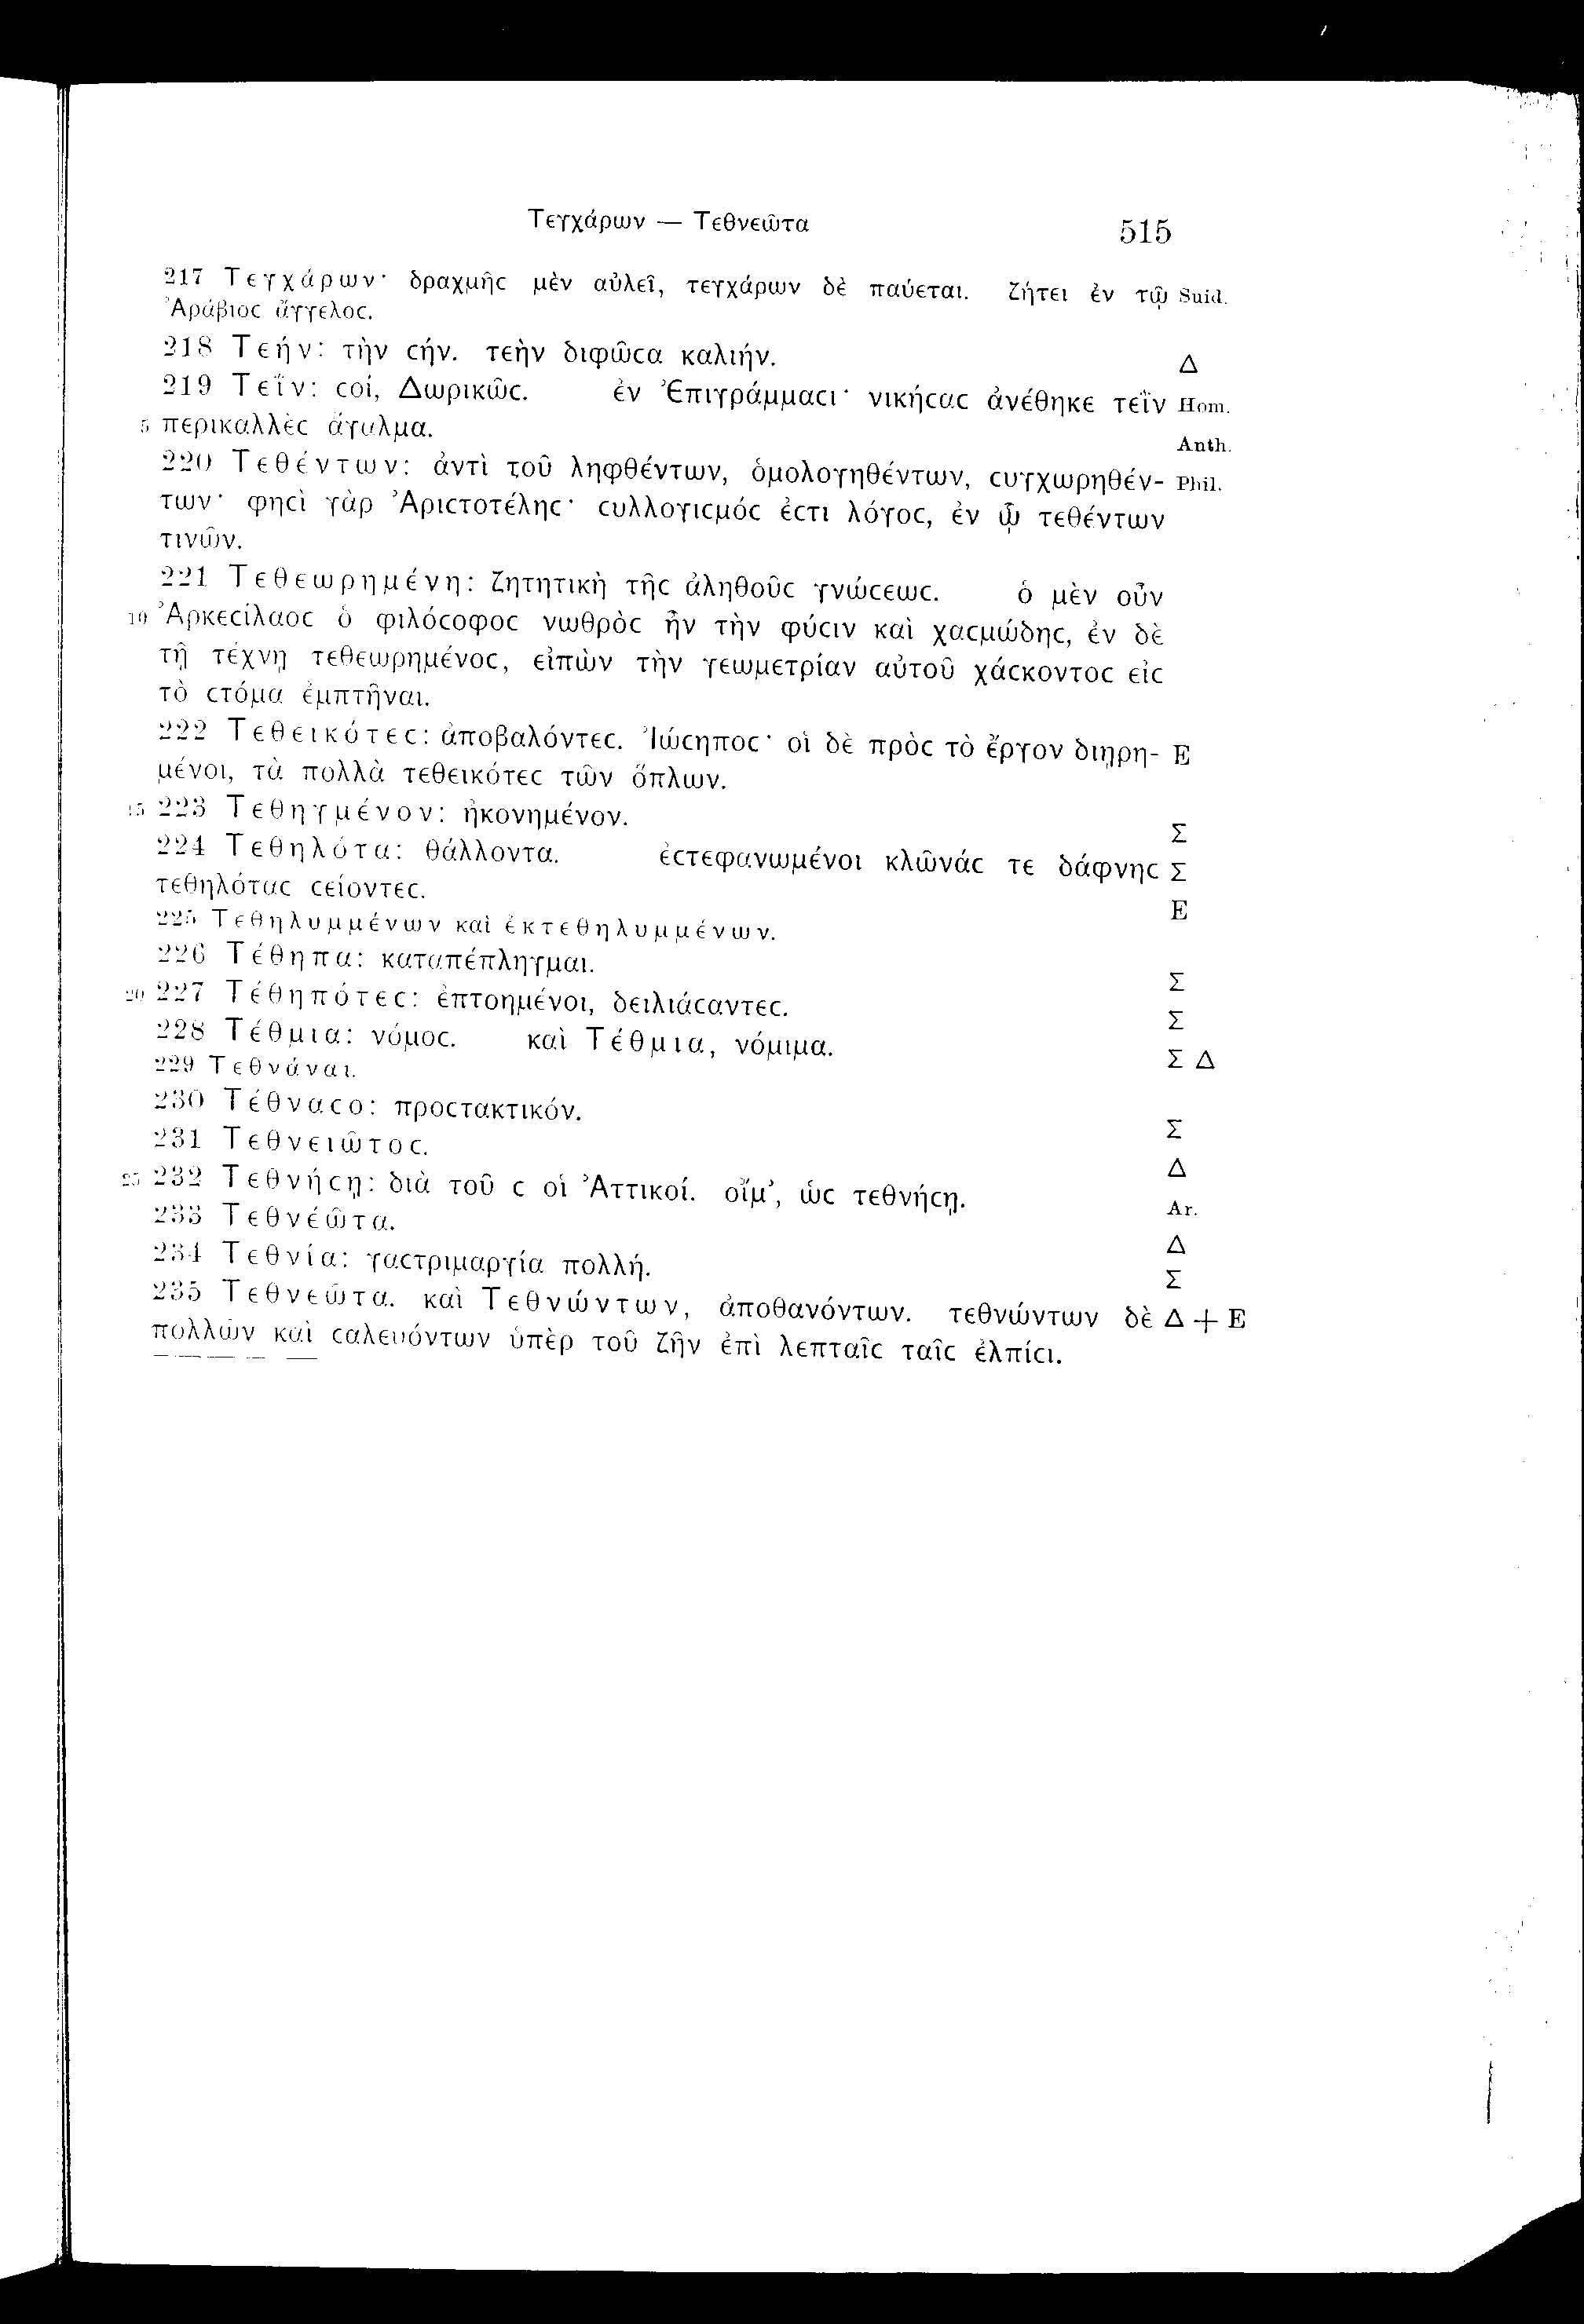 Τεγχάρων — Τεθνεῶτα 515
217 Τεγχάρων· δραχμῆϲ μὲν αὐλεῖ, τεγχάρων δὲ παύεται. ζήτει ἐν τῷ Suid.
Ἀράβιοϲ ἄγγελοϲ.
218 Τεήν: τὴν ϲήν. τεὴν διφῶϲα καλιήν. Δ
219 Τεΐν: ϲοί, Δωρικῶϲ. ἐν Ἐπιγράμμαϲι· νικήϲαϲ ἀνέθηκε τεῒν Hom.
5 περικαλλὲϲ ἄγαλμα. Anth.
220 Τεθέντων: ἀντὶ τοῦ ληφθέντων, ὁμολογηθέντων, ϲυγχωρηθέν- Phil.
των· φηϲὶ γὰρ Ἀριϲτοτέληϲ· ϲυλλογιϲμόϲ ἐϲτι λόγοϲ, ἐν ᾧ τεθέντων
τινῶν.
221 Τεθεωρημένη: ζητητικὴ τῆϲ ἀληθοῦϲ γνώϲεωϲ. ὁ μὲν οὖν
10 Ἀρκεϲίλαοϲ ὁ φιλόϲοφοϲ νωθρὸϲ ἦν τὴν φύϲιν καὶ χαϲμώδηϲ, ἐν δὲ
τῇ τέχνῃ τεθεωρημένοϲ, εἰπὼν τὴν γεωμετρίαν αὐτοῦ χάϲκοντοϲ εἰϲ
τὸ ϲτόμα ἐμπτῆναι.
222 Τεθεικότεϲ: ἀποβαλόντεϲ. Ἰώϲηποϲ· οἱ δὲ πρὸϲ τὸ ἔργον διῃρη- E
μένοι, τὰ πολλὰ τεθεικότεϲ τῶν ὅπλων.
15 223 Τεθηγμένον: ἠκονημένον. Σ
224 Τεθηλότα: θάλλοντα. ἐϲτεφανωμένοι κλῶνάϲ τε δάφνηϲ Σ
τεθηλόταϲ ϲείοντεϲ. E
225 Τεθηλυμμένων καὶ ἐκτεθηλυμμένων.
226 Τέθηπα: καταπέπληγμαι. Σ
20 227 Τέθηπότεϲ: ἐπτοημένοι, δειλιάϲαντεϲ. Σ
228 Τέθμια: νόμοϲ. καὶ Τέθμια, νόμιμα. Σ Δ
229 Τεθνάναι.
230 Τέθναϲο: προϲτακτικόν. Σ
231 Τεθνειῶτοϲ. Δ
25 232 Τεθνήϲῃ: διὰ τοῦ ϲ οἱ Ἀττικοί. οἴμ', ὡϲ τεθνήϲῃ. Ar.
233 Τεθνέῶτα. Δ
234 Τεθνία: γαϲτριμαργία πολλή. Σ
235 Τεθνεῶτα. καὶ Τεθνώντων, ἀποθανόντων. τεθνώντων δὲ Δ + E
πολλῶν καὶ ϲαλευόντων ὑπὲρ τοῦ ζῆν ἐπὶ λεπταῖϲ ταῖϲ ἐλπίϲι.